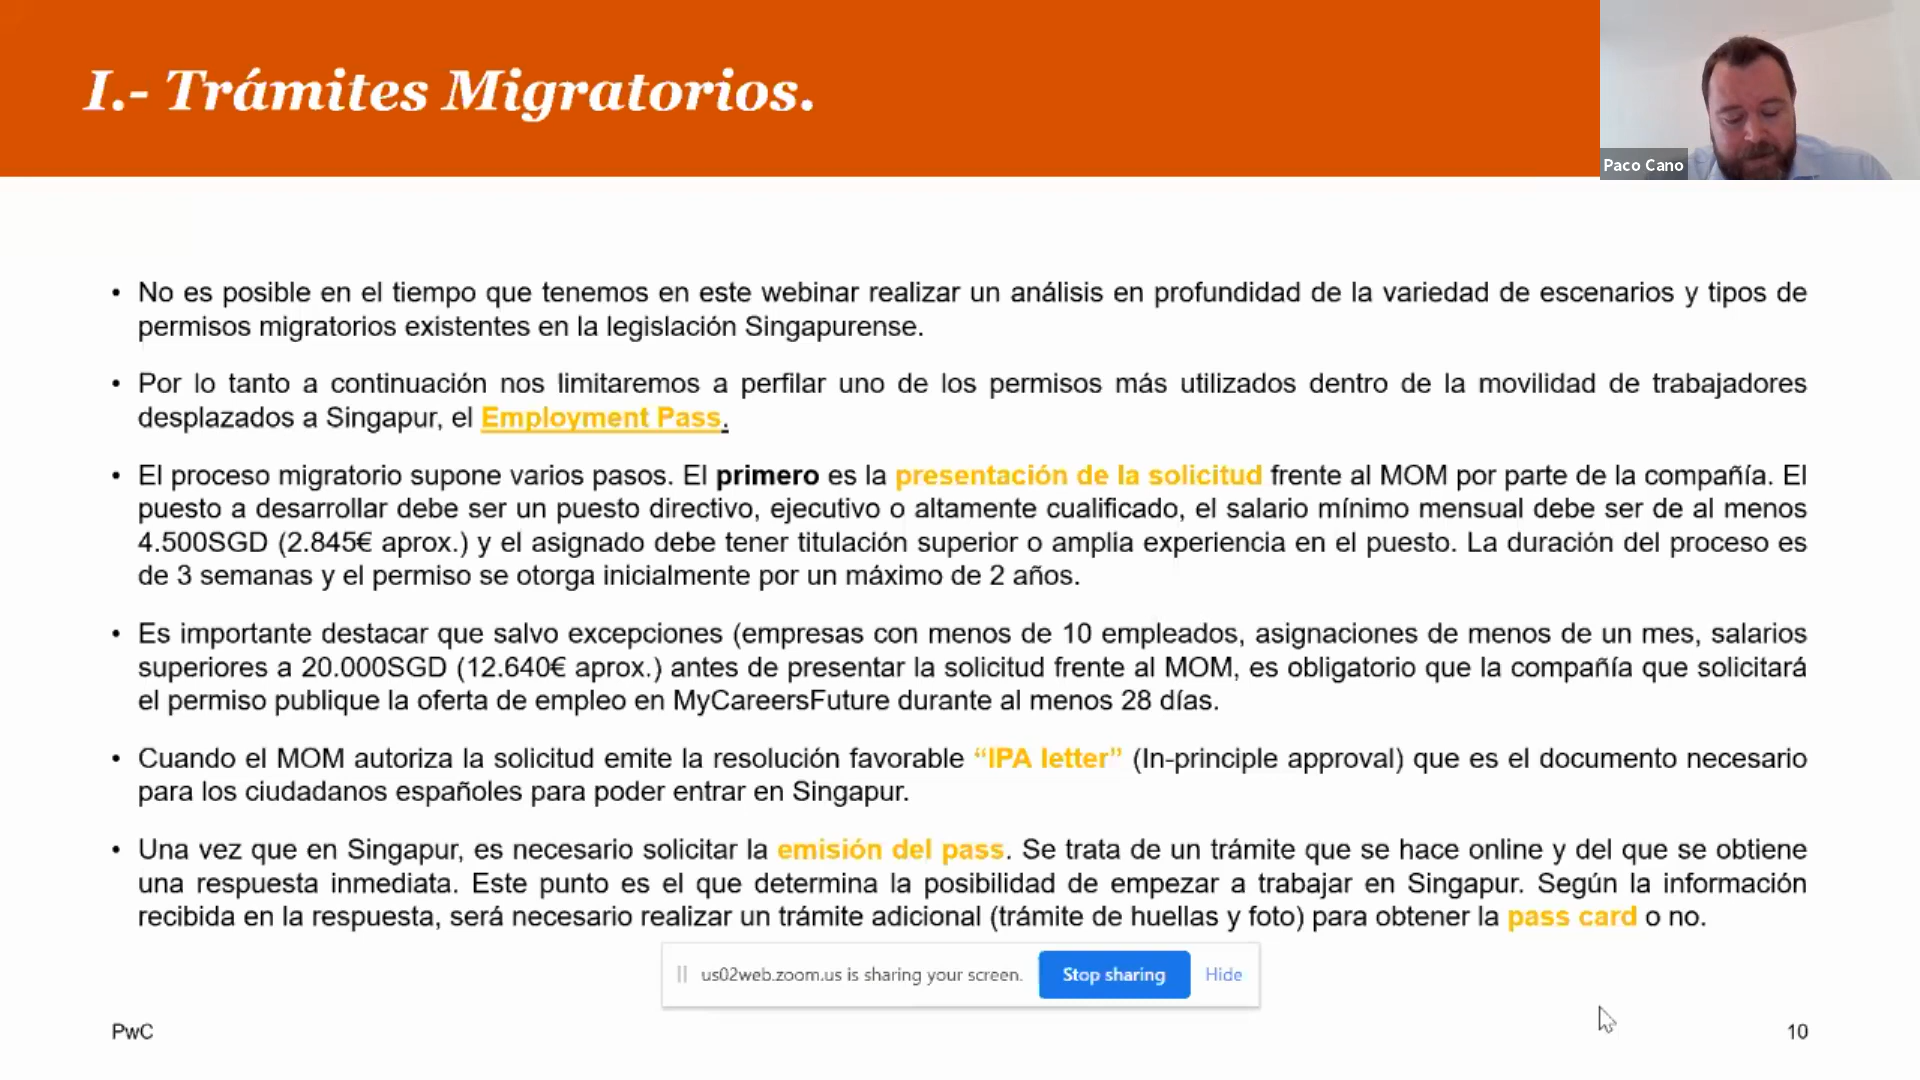 I.- Trámites Migratorios.
Paco Cano
• No es posible en el tiempo que tenemos en este webinar realizar un análisis en profundidad de la variedad de escenarios y tipos de
permisos migratorios existentes en la legislación Singapurense.
• Por lo tanto a continuación nos limitaremos a perfilar uno de los permisos más utilizados dentro de la movilidad de trabajadores
desplazados a Singapur, el Employment Pass.
• El proceso migratorio supone varios pasos. El primero es la presentación de la solicitud frente al MOM por parte de la compañía. El
puesto a desarrollar debe ser un puesto directivo, ejecutivo o altamente cualificado, el salario mínimo mensual debe ser de al menos
4.500SGD (2.845€ aprox.) y el asignado debe tener titulación superior o amplia experiencia en el puesto. La duración del proceso es
de 3 semanas y el permiso se otorga inicialmente por un máximo de 2 años.
• Es importante destacar que salvo excepciones (empresas con menos de 10 empleados, asignaciones de menos de un mes, salarios
superiores a 20.000SGD (12.640€ aprox.) antes de presentar la solicitud frente al MOM, es obligatorio que la compañía que solicitará
el permiso publique la oferta de empleo en MyCareersFuture durante al menos 28 días.
• Cuando el MOM autoriza la solicitud emite la resolución favorable “IPA letter” (In-principle approval) que es el documento necesario
para los ciudadanos españoles para poder entrar en Singapur.
• Una vez que en Singapur, es necesario solicitar la emisión del pass. Se trata de un trámite que se hace online y del que se obtiene
una respuesta inmediata. Este punto es el que determina la posibilidad de empezar a trabajar en Singapur. Según la información
recibida en la respuesta, será necesario realizar un trámite adicional (trámite de huellas y foto) para obtener la pass card o no.
us02web.zoom.us is sharing your screen. Stop sharing Hide
PwC 10